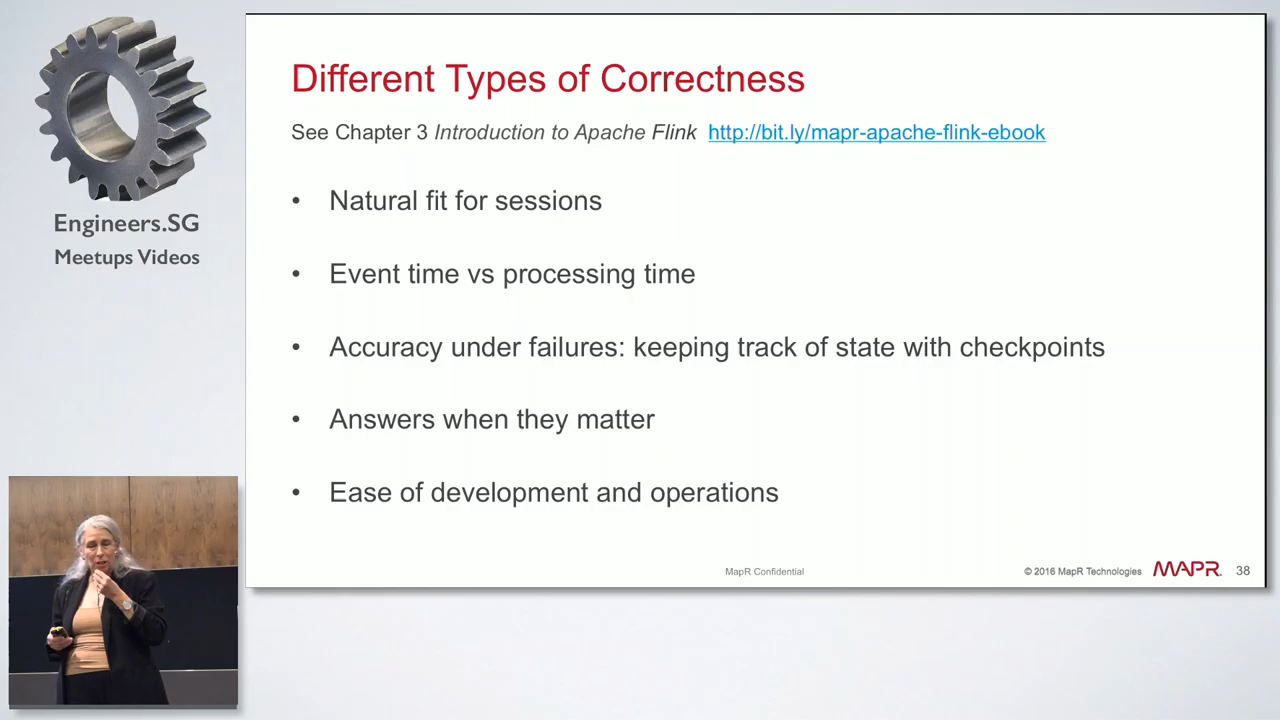 Engineers.SG
Meetups Videos
Different Types of Correctness
See Chapter 3 Introduction to Apache Flink http://bit.ly/mapr-apache-flink-ebook
• Natural fit for sessions
• Event time vs processing time
• Accuracy under failures: keeping track of state with checkpoints
• Answers when they matter
• Ease of development and operations
MapR Confidential
© 2016 MapR Technologies MAPR. 38